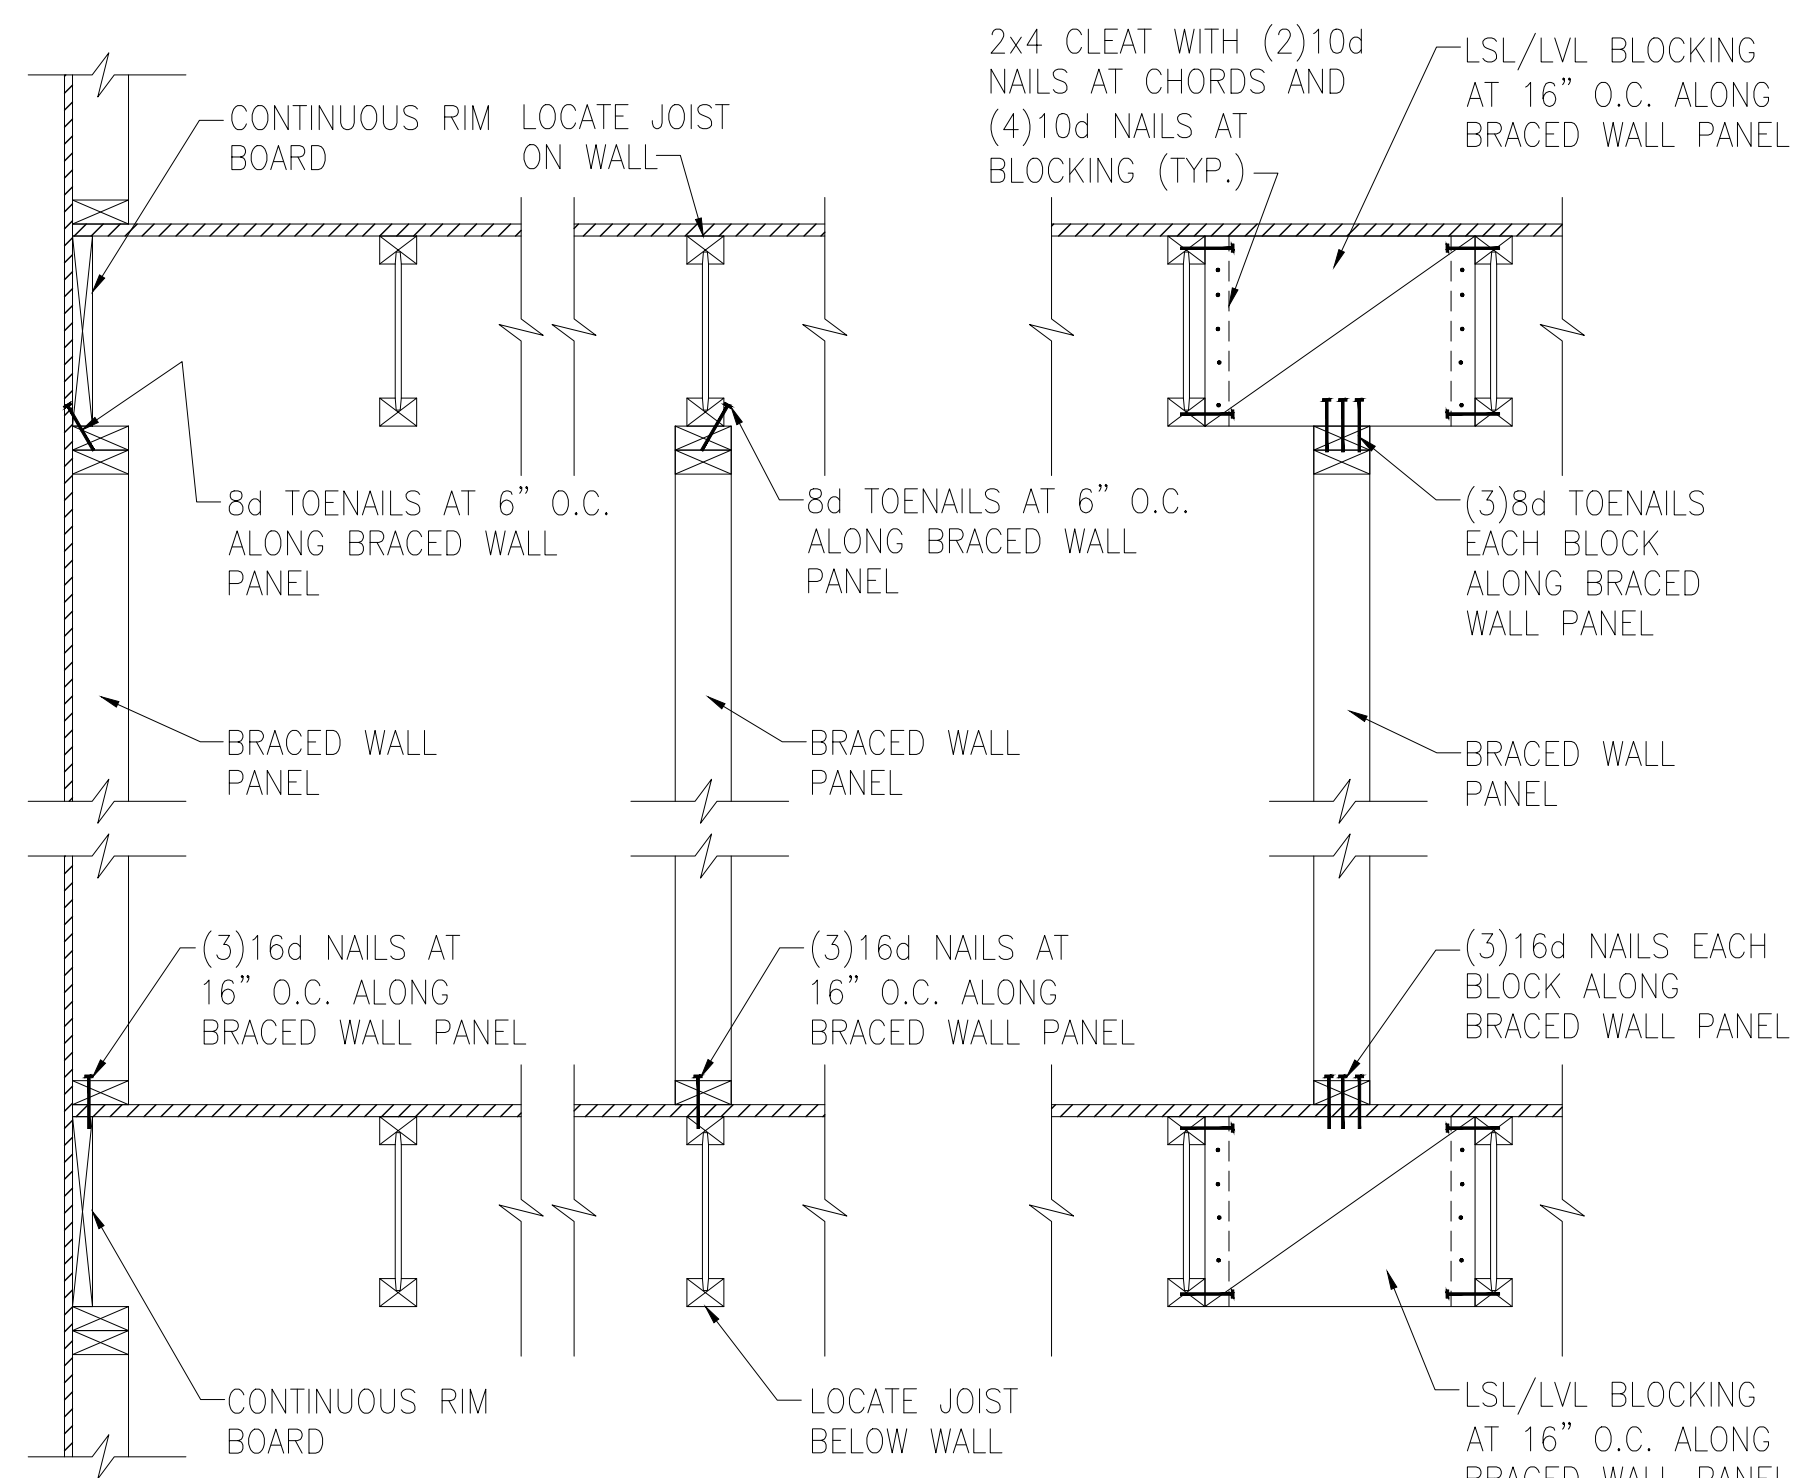 CONTINUOUS RIM
BOARD
LOCATE JOIST
ON WALL
2x4 CLEAT WITH (2)10d
NAILS AT CHORDS AND
(4)10d NAILS AT
BLOCKING (TYP.)
LSL/LVL BLOCKING
AT 16” O.C. ALONG
BRACED WALL PANEL
8d TOENAILS AT 6” O.C.
ALONG BRACED WALL
PANEL
8d TOENAILS AT 6” O.C.
ALONG BRACED WALL
PANEL
(3)8d TOENAILS
EACH BLOCK
ALONG BRACED
WALL PANEL
BRACED WALL
PANEL
BRACED WALL
PANEL
BRACED WALL
PANEL
(3)16d NAILS AT
16” O.C. ALONG
BRACED WALL PANEL
(3)16d NAILS AT
16” O.C. ALONG
BRACED WALL PANEL
(3)16d NAILS EACH
BLOCK ALONG
BRACED WALL PANEL
CONTINUOUS RIM
BOARD
LOCATE JOIST
BELOW WALL
LSL/LVL BLOCKING
AT 16” O.C. ALONG
BRACED WALL PANEL